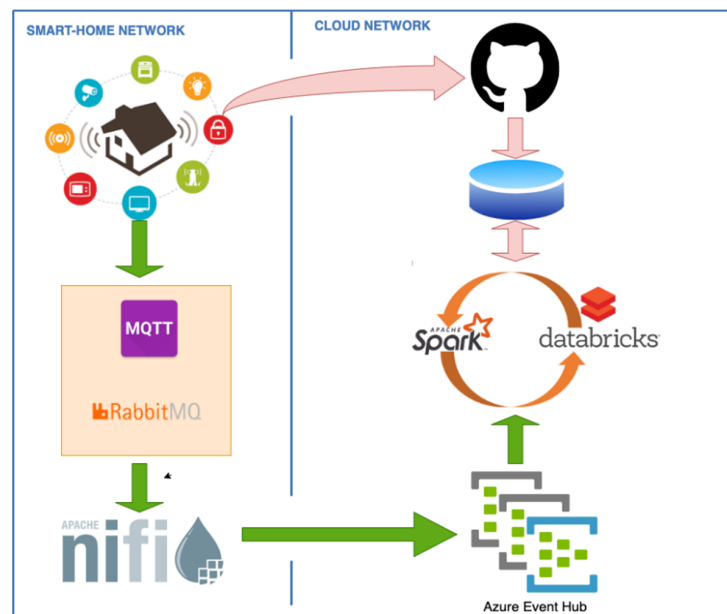 SMART-HOME NETWORK
CLOUD NETWORK
MQTT
RabbitMQ
APACHE
nifi
APACHE
Spark
databricks
Azure Event Hub